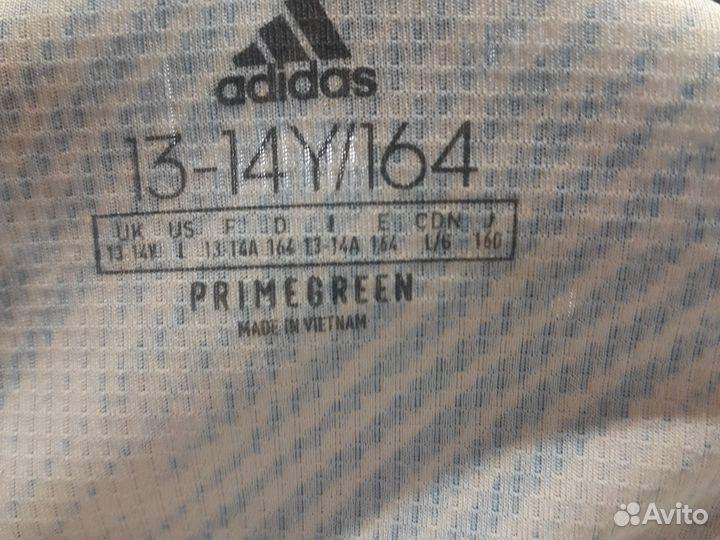 adidas
13-14Y/164
UK US F D I E CDN J
13-14Y L 13-14A 164 13-14A 164 L/G 160
PRIMEGREEN
MADE IN VIETNAM
Avito